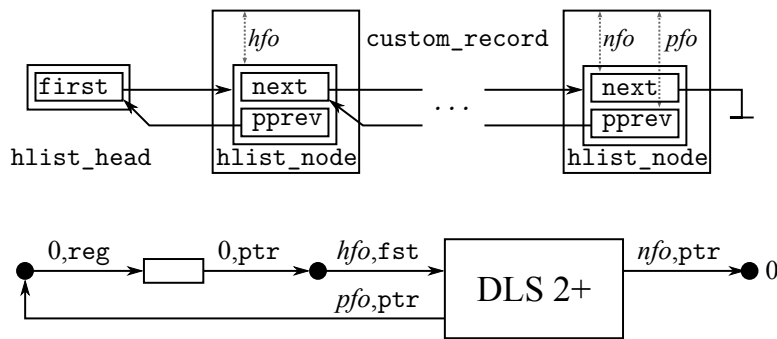 hfo custom_record nfo pfo
first next ... next
pprev pprev
hlist_head hlist_node hlist_node
0,reg 0,ptr hfo,fst DLS 2+ nfo,ptr 0
pfo,ptr